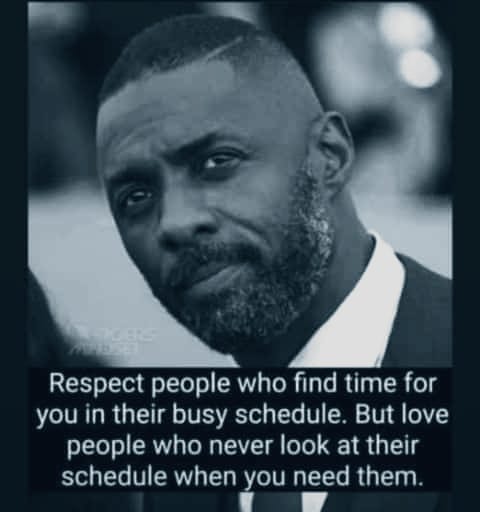 Respect people who find time for
you in their busy schedule. But love
people who never look at their
schedule when you need them.